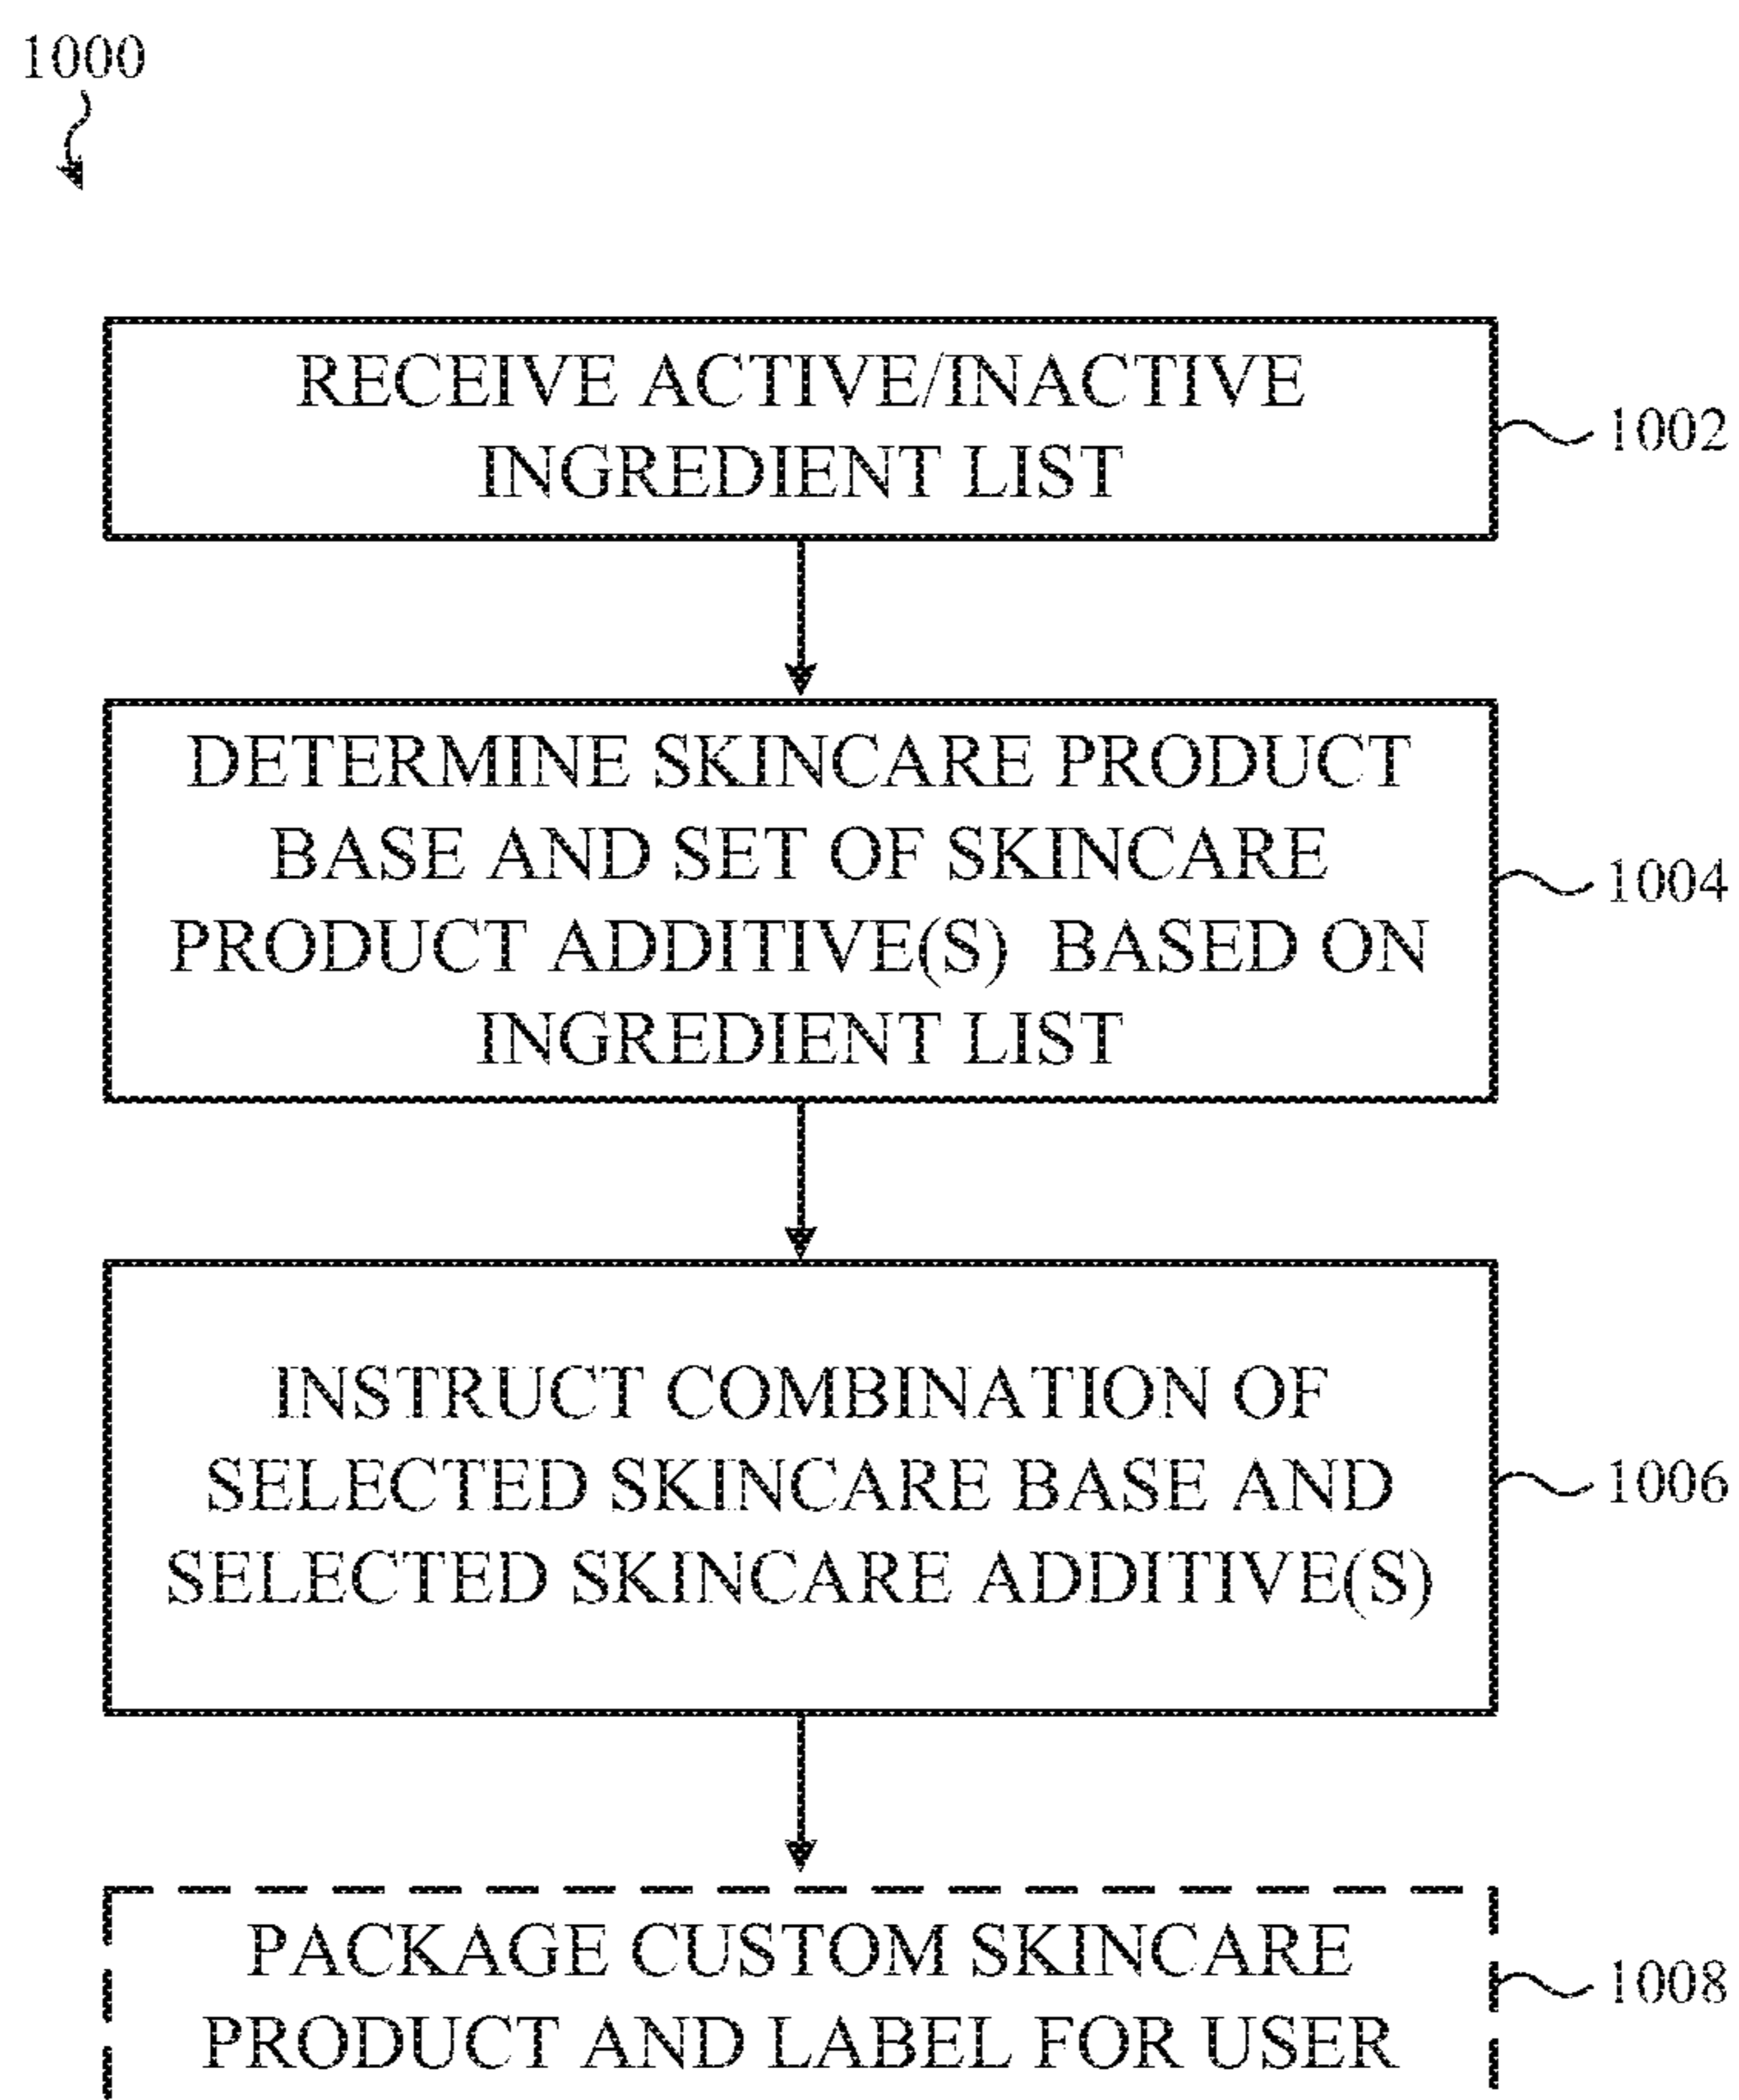 1000
RECEIVE ACTIVE/INACTIVE
INGREDIENT LIST
1002
DETERMINE SKINCARE PRODUCT
BASE AND SET OF SKINCARE
PRODUCT ADDITIVE(S) BASED ON
INGREDIENT LIST
1004
INSTRUCT COMBINATION OF
SELECTED SKINCARE BASE AND
SELECTED SKINCARE ADDITIVE(S)
1006
PACKAGE CUSTOM SKINCARE
PRODUCT AND LABEL FOR USER
1008